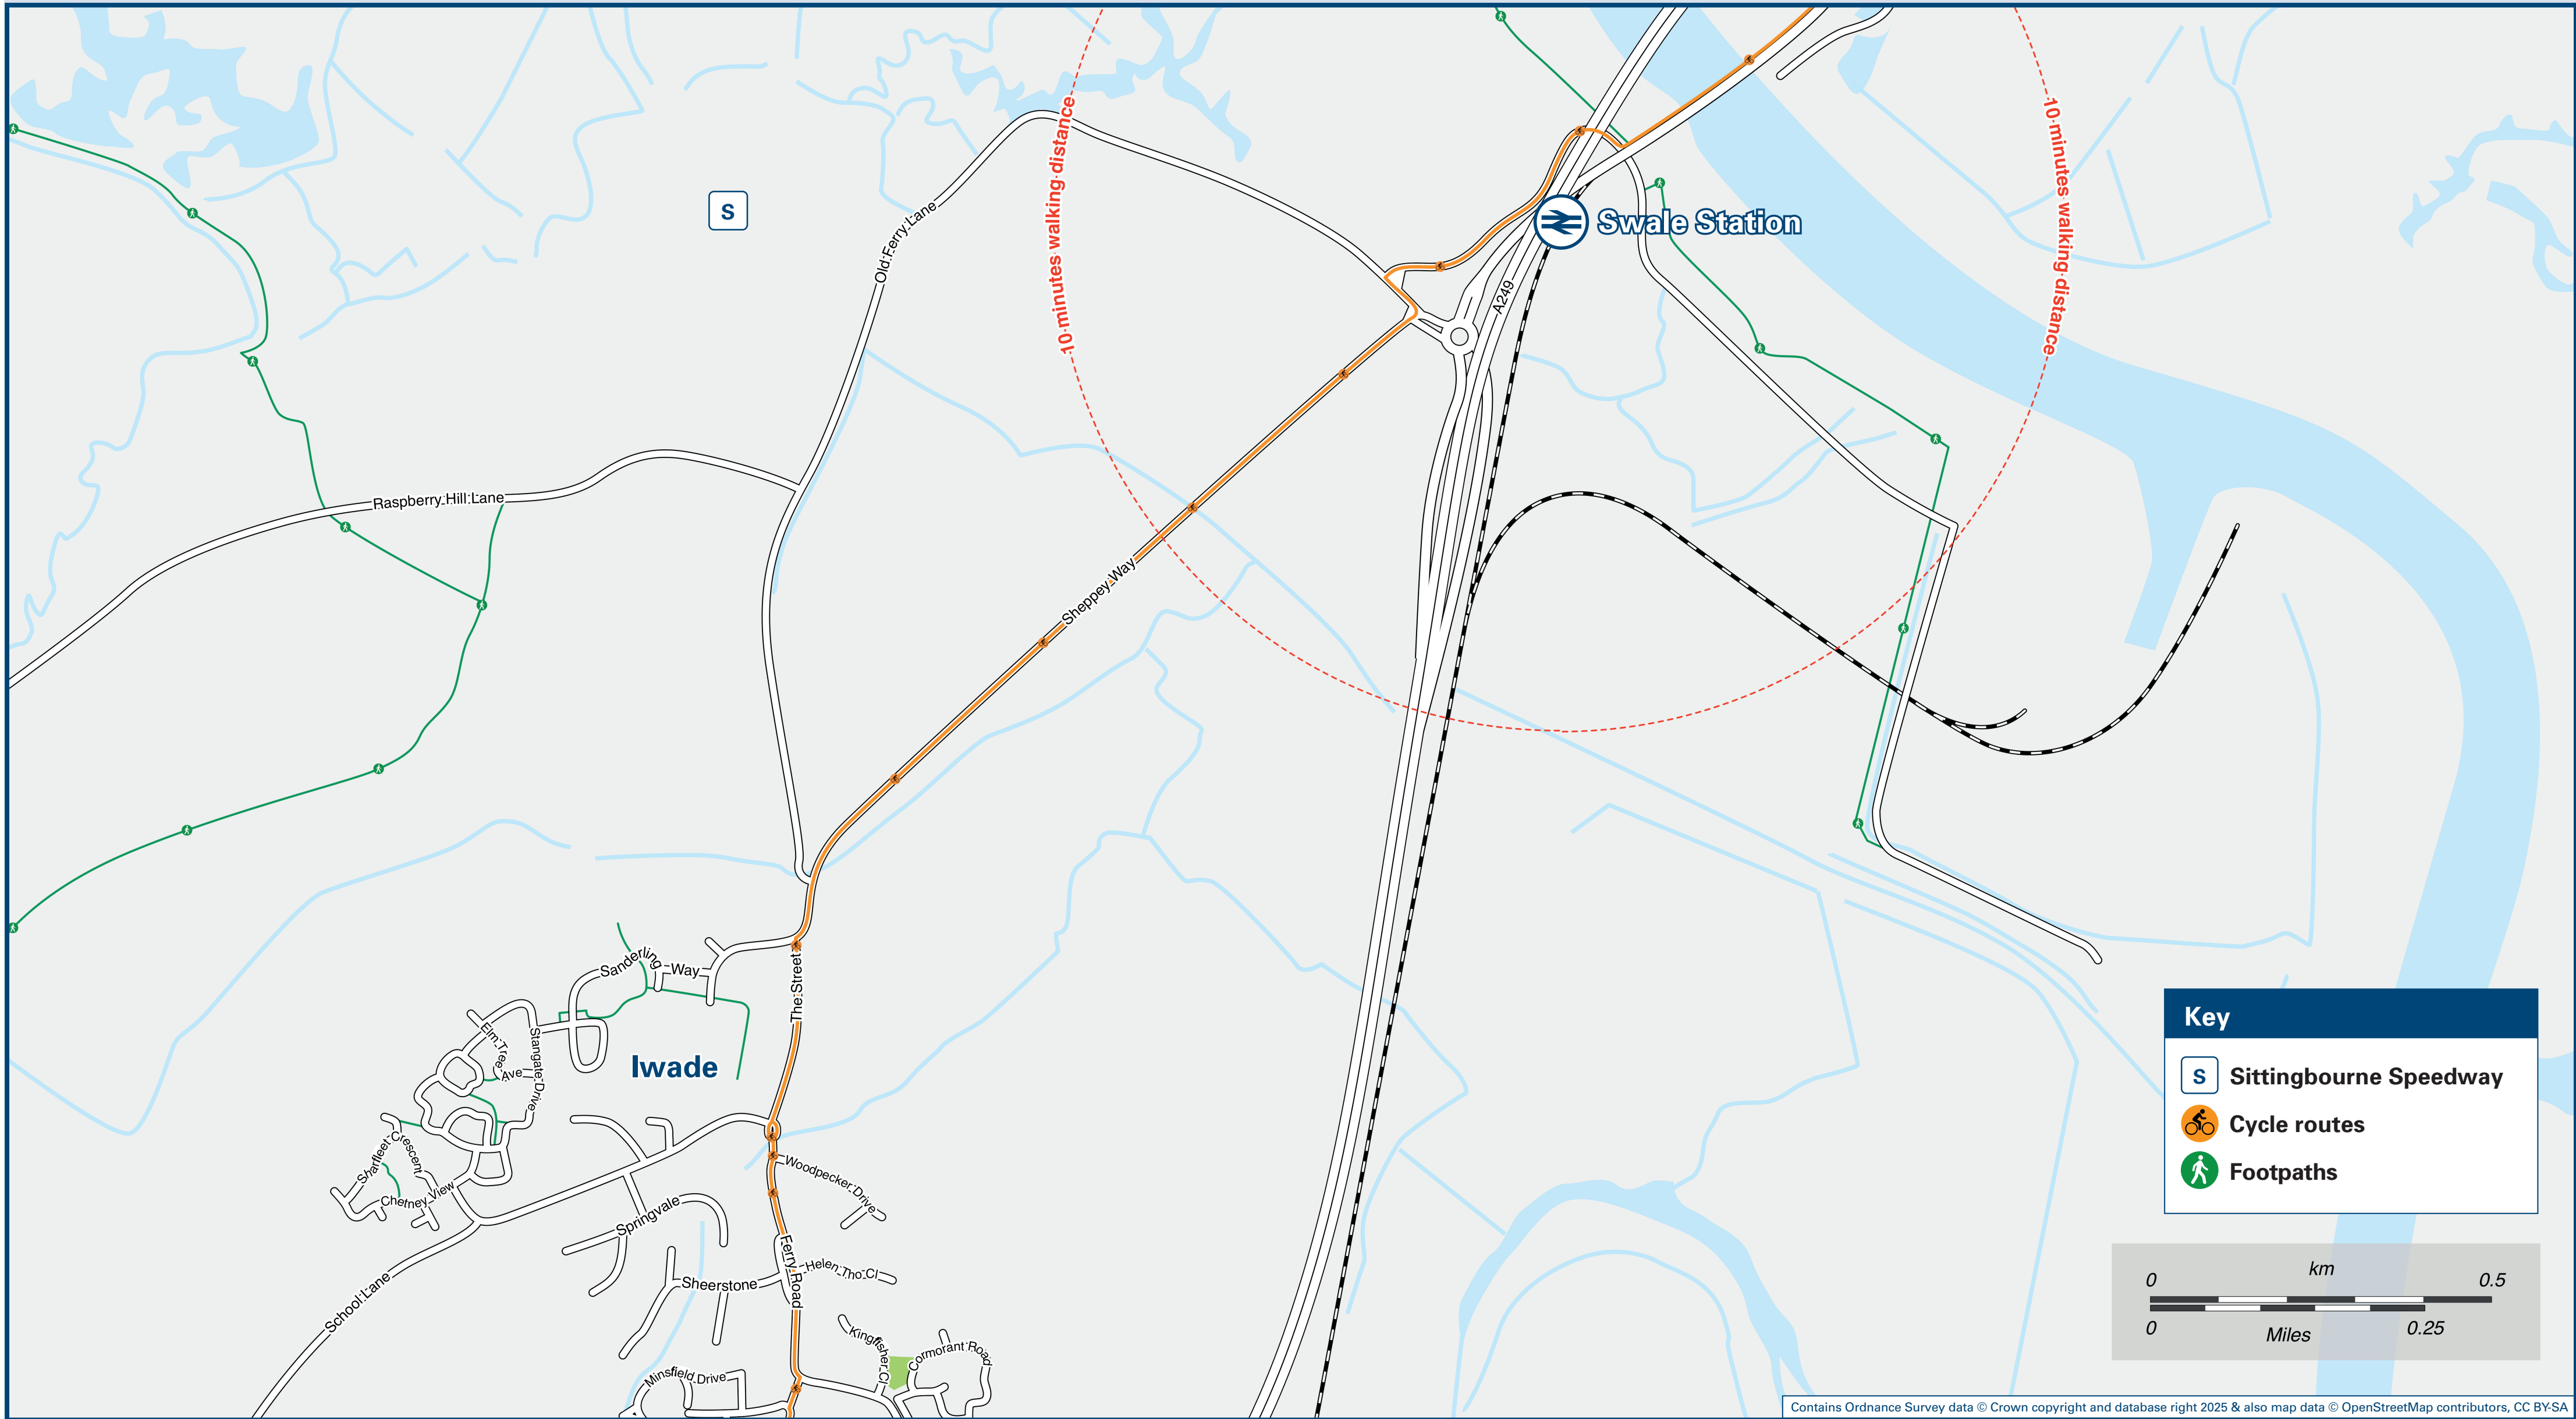 10 minutes walking distance
10 minutes walking distance
S
Old Ferry Lane
Swale Station
A249
Raspberry Hill Lane
Sheppey Way
Sanderling Way
The Street
Elm Tree Ave
Stangate Drive
Iwade
Sharfleet Crescent
Chetney View
Woodpecker Drive
Springvale
Ferry Road
Helen Tho Cl
Sheerstone
School Lane
Kingfisher Cl
Cormorant Road
Minsfield Drive
Key
S Sittingbourne Speedway
Cycle routes
Footpaths
km
0 0.5
0 0.25
Miles
Contains Ordnance Survey data © Crown copyright and database right 2025 & also map data © OpenStreetMap contributors, CC BY-SA